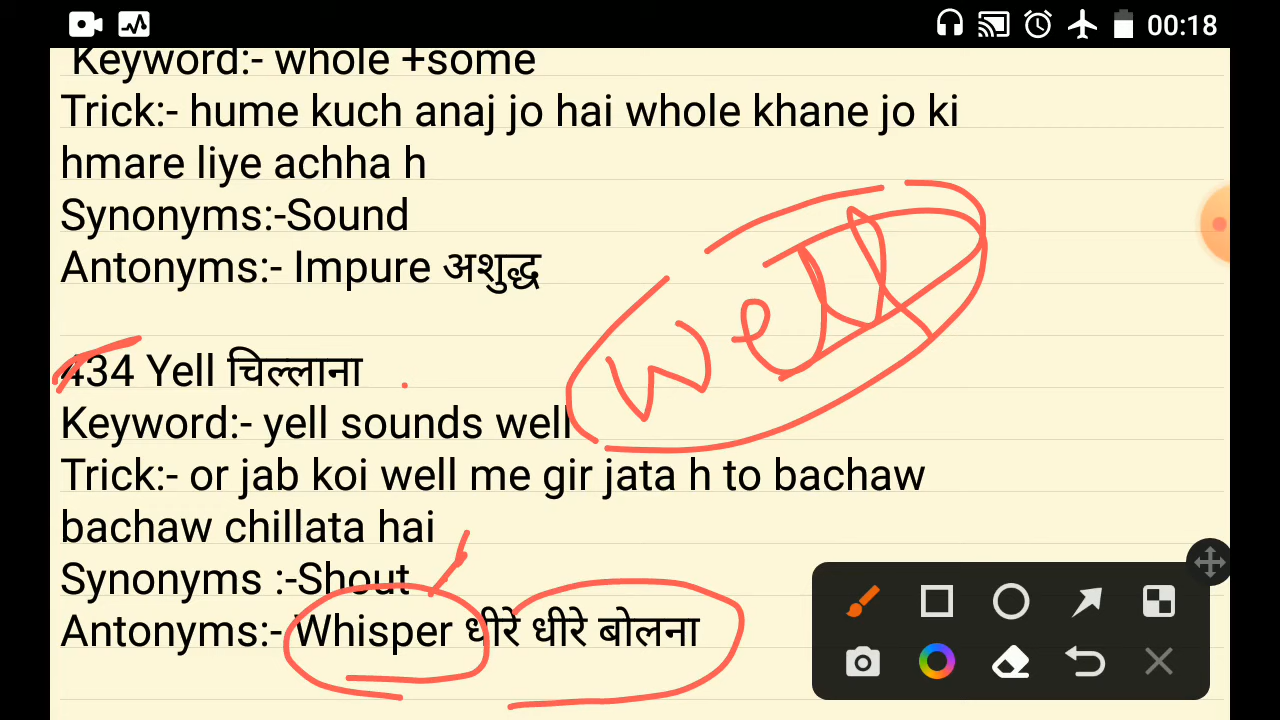 00:18
Keyword:- whole +some
Trick:- hume kuch anaj jo hai whole khane jo ki
hmare liye achha h
Synonyms:-Sound
Antonyms:- Impure अशुद्ध
well
434 Yell चिल्लाना
Keyword:- yell sounds well
Trick:- or jab koi well me gir jata h to bachaw
bachaw chillata hai
Synonyms :-Shout
Antonyms:- Whisper धीरे धीरे बोलना